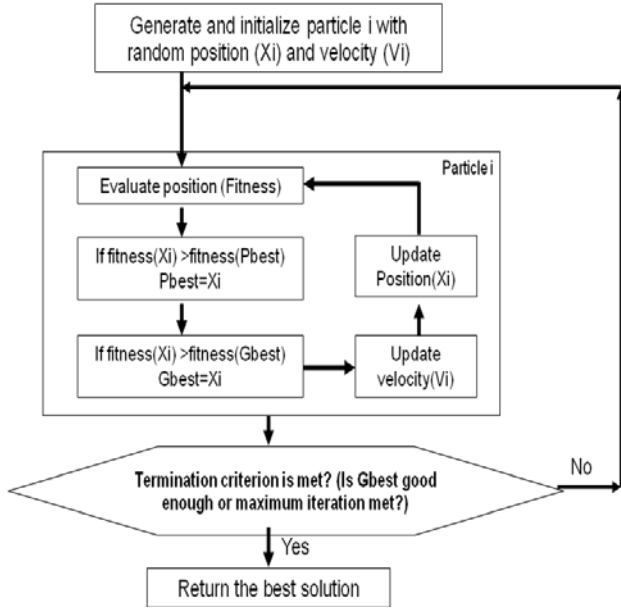 Generate and initialize particle i with
random position (Xi) and velocity (Vi)
Particle i
Evaluate position (Fitness)
If fitness(Xi) >fitness(Pbest)
Pbest=Xi
Update
Position(Xi)
If fitness(Xi) >fitness(Gbest)
Gbest=Xi
Update
velocity(Vi)
Termination criterion is met? (Is Gbest good
enough or maximum iteration met?)
No
Yes
Return the best solution